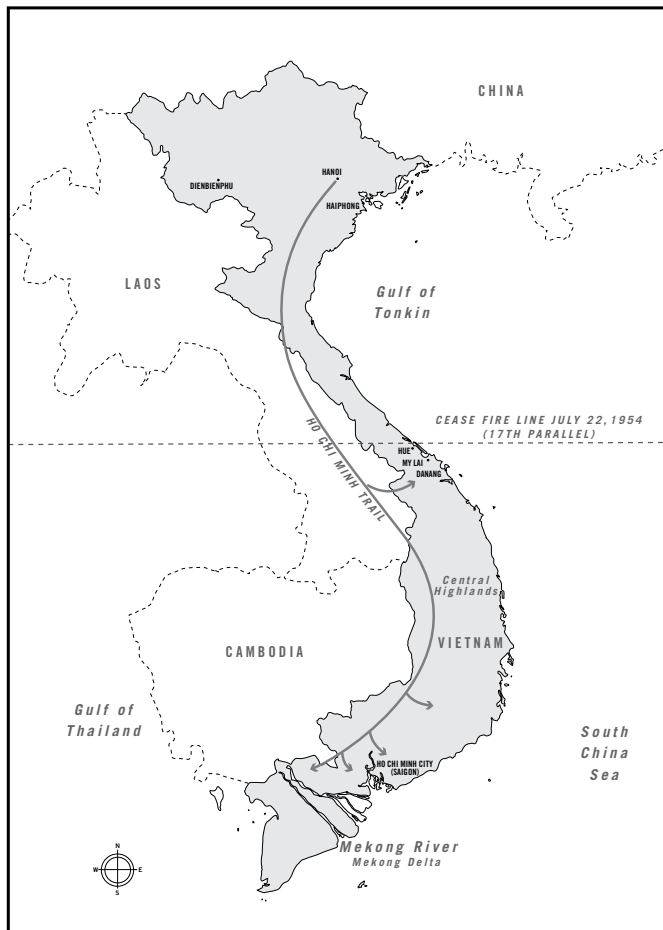 CHINA
HANOI
DIENBIENPHU
HAIPHONG
LAOS
Gulf of
Tonkin
CEASE FIRE LINE JULY 22, 1954
(17TH PARALLEL)
HO CHI MINH TRAIL
HUE
MY LAI
DANANG
Central
Highlands
VIETNAM
CAMBODIA
Gulf of
Thailand
South
China
Sea
HO CHI MINH CITY
(SAIGON)
Mekong River
Mekong Delta
N
W E
S